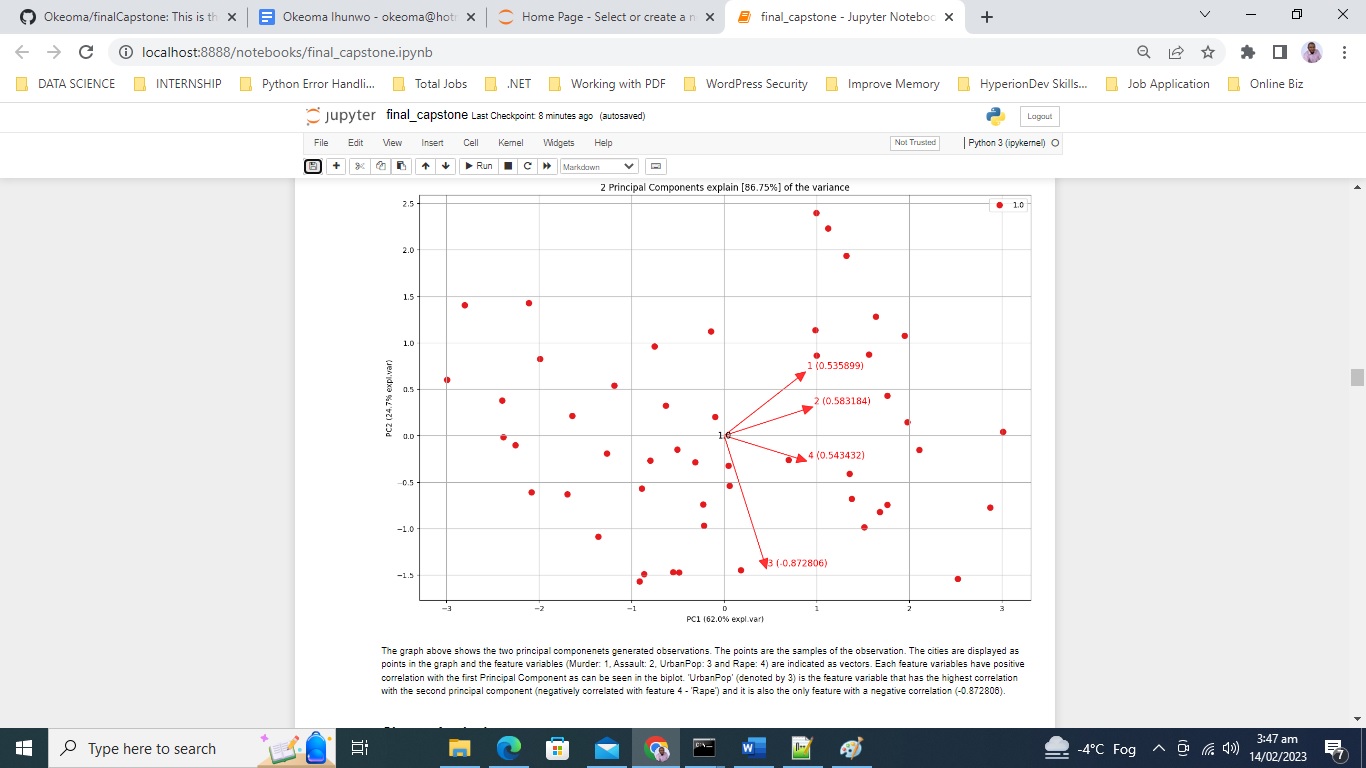 Okeoma/finalCapstone: This is th
Okeoma Ihunwo - okeoma@hotm
Home Page - Select or create a n
final_capstone - Jupyter Noteboo
localhost:8888/notebooks/final_capstone.ipynb
DATA SCIENCE INTERNSHIP Python Error Handli... Total Jobs .NET Working with PDF WordPress Security Improve Memory HyperionDev Skills... Job Application Online Biz
jupyter final_capstone Last Checkpoint: 8 minutes ago (autosaved)
Logout
File Edit View Insert Cell Kernel Widgets Help
Not Trusted
Python 3 (ipykernel)
Run
Markdown
2 Principal Components explain [86.75%] of the variance
1.0
2.5
2.0
1.5
1.0
0.5
0.0
−0.5
−1.0
−1.5
PC2 (24.7% expl.var)
1 (0.535899)
2 (0.583184)
1.0
4 (0.543432)
3 (-0.872806)
−3 −2 −1 0 1 2 3
PC1 (62.0% expl.var)
The graph above shows the two principal componenets generated observations. The points are the samples of the observation. The cities are displayed as
points in the graph and the feature variables (Murder: 1, Assault: 2, UrbanPop: 3 and Rape: 4) are indicated as vectors. Each feature variables have positive
correlation with the first Principal Component as can be seen in the biplot. 'UrbanPop' (denoted by 3) is the feature variable that has the highest correlation
with the second principal component (negatively correlated with feature 4 - 'Rape') and it is also the only feature with a negative correlation (-0.872806).
Type here to search
-4°C Fog
3:47 am
14/02/2023
7